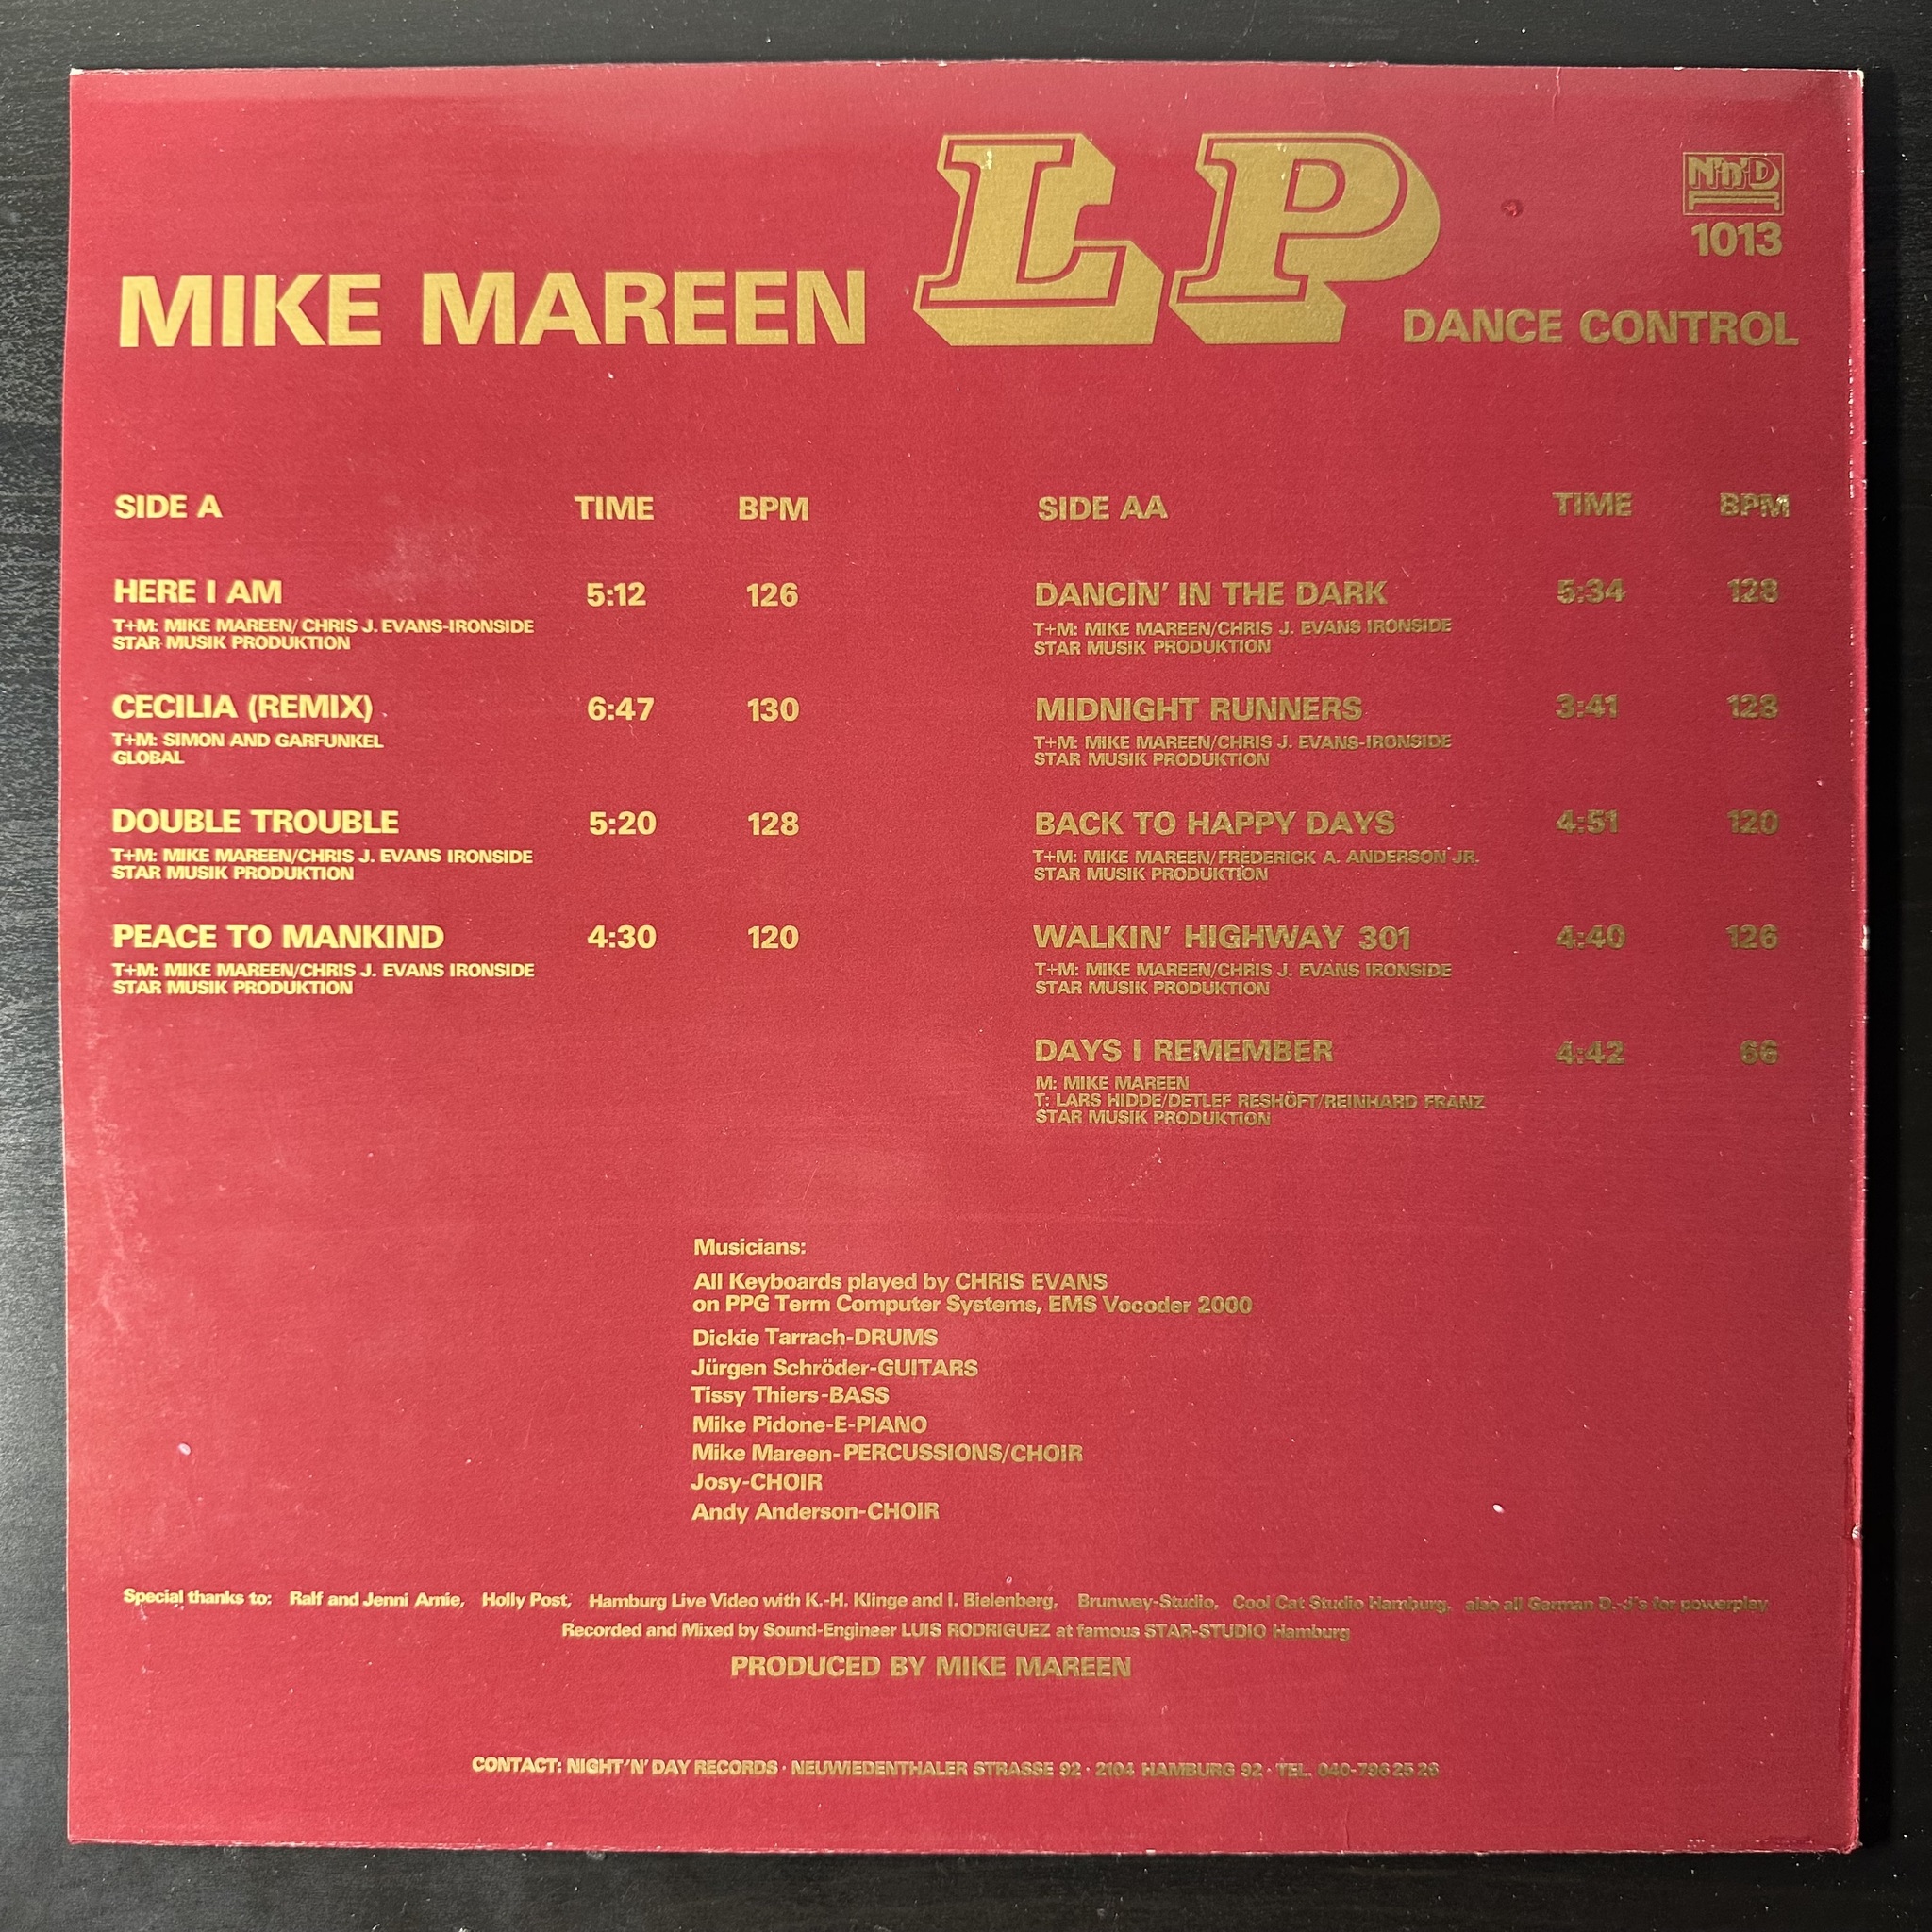 MIKE MAREEN LP DANCE CONTROL
N'n'D
1013
SIDE A TIME BPM
HERE I AM 5:12 126
T+M: MIKE MAREEN/ CHRIS J. EVANS-IRONSIDE
STAR MUSIK PRODUKTION
CECILIA (REMIX) 6:47 130
T+M: SIMON AND GARFUNKEL
GLOBAL
DOUBLE TROUBLE 5:20 128
T+M: MIKE MAREEN/CHRIS J. EVANS IRONSIDE
STAR MUSIK PRODUKTION
PEACE TO MANKIND 4:30 120
T+M: MIKE MAREEN/CHRIS J. EVANS IRONSIDE
STAR MUSIK PRODUKTION
SIDE AA TIME BPM
DANCIN' IN THE DARK 5:34 128
T+M: MIKE MAREEN/CHRIS J. EVANS IRONSIDE
STAR MUSIK PRODUKTION
MIDNIGHT RUNNERS 3:41 128
T+M: MIKE MAREEN/CHRIS J. EVANS-IRONSIDE
STAR MUSIK PRODUKTION
BACK TO HAPPY DAYS 4:51 120
T+M: MIKE MAREEN/FREDERICK A. ANDERSON JR.
STAR MUSIK PRODUKTION
WALKIN' HIGHWAY 301 4:40 126
T+M: MIKE MAREEN/CHRIS J. EVANS IRONSIDE
STAR MUSIK PRODUKTION
DAYS I REMEMBER 4:42 66
M: MIKE MAREEN
T: LARS HIDDE/DETLEF RESHÖFT/REINHARD FRANZ
STAR MUSIK PRODUKTION
Musicians:
All Keyboards played by CHRIS EVANS
on PPG Term Computer Systems, EMS Vocoder 2000
Dickie Tarrach-DRUMS
Jürgen Schröder-GUITARS
Tissy Thiers-BASS
Mike Pidone-E-PIANO
Mike Mareen-PERCUSSIONS/CHOIR
Josy-CHOIR
Andy Anderson-CHOIR
Special thanks to: Ralf and Jenni Arnie, Holly Post, Hamburg Live Video with K.-H. Klinge and I. Bielenberg, Brunwey-Studio, Cool Cat Studio Hamburg, also all German D.-J's for powerplay
Recorded and Mixed by Sound-Engineer LUIS RODRIGUEZ at famous STAR-STUDIO Hamburg
PRODUCED BY MIKE MAREEN
CONTACT: NIGHT'N'DAY RECORDS · NEUWIEDENTHALER STRASSE 92 · 2104 HAMBURG 92 · TEL. 040-796 25 26